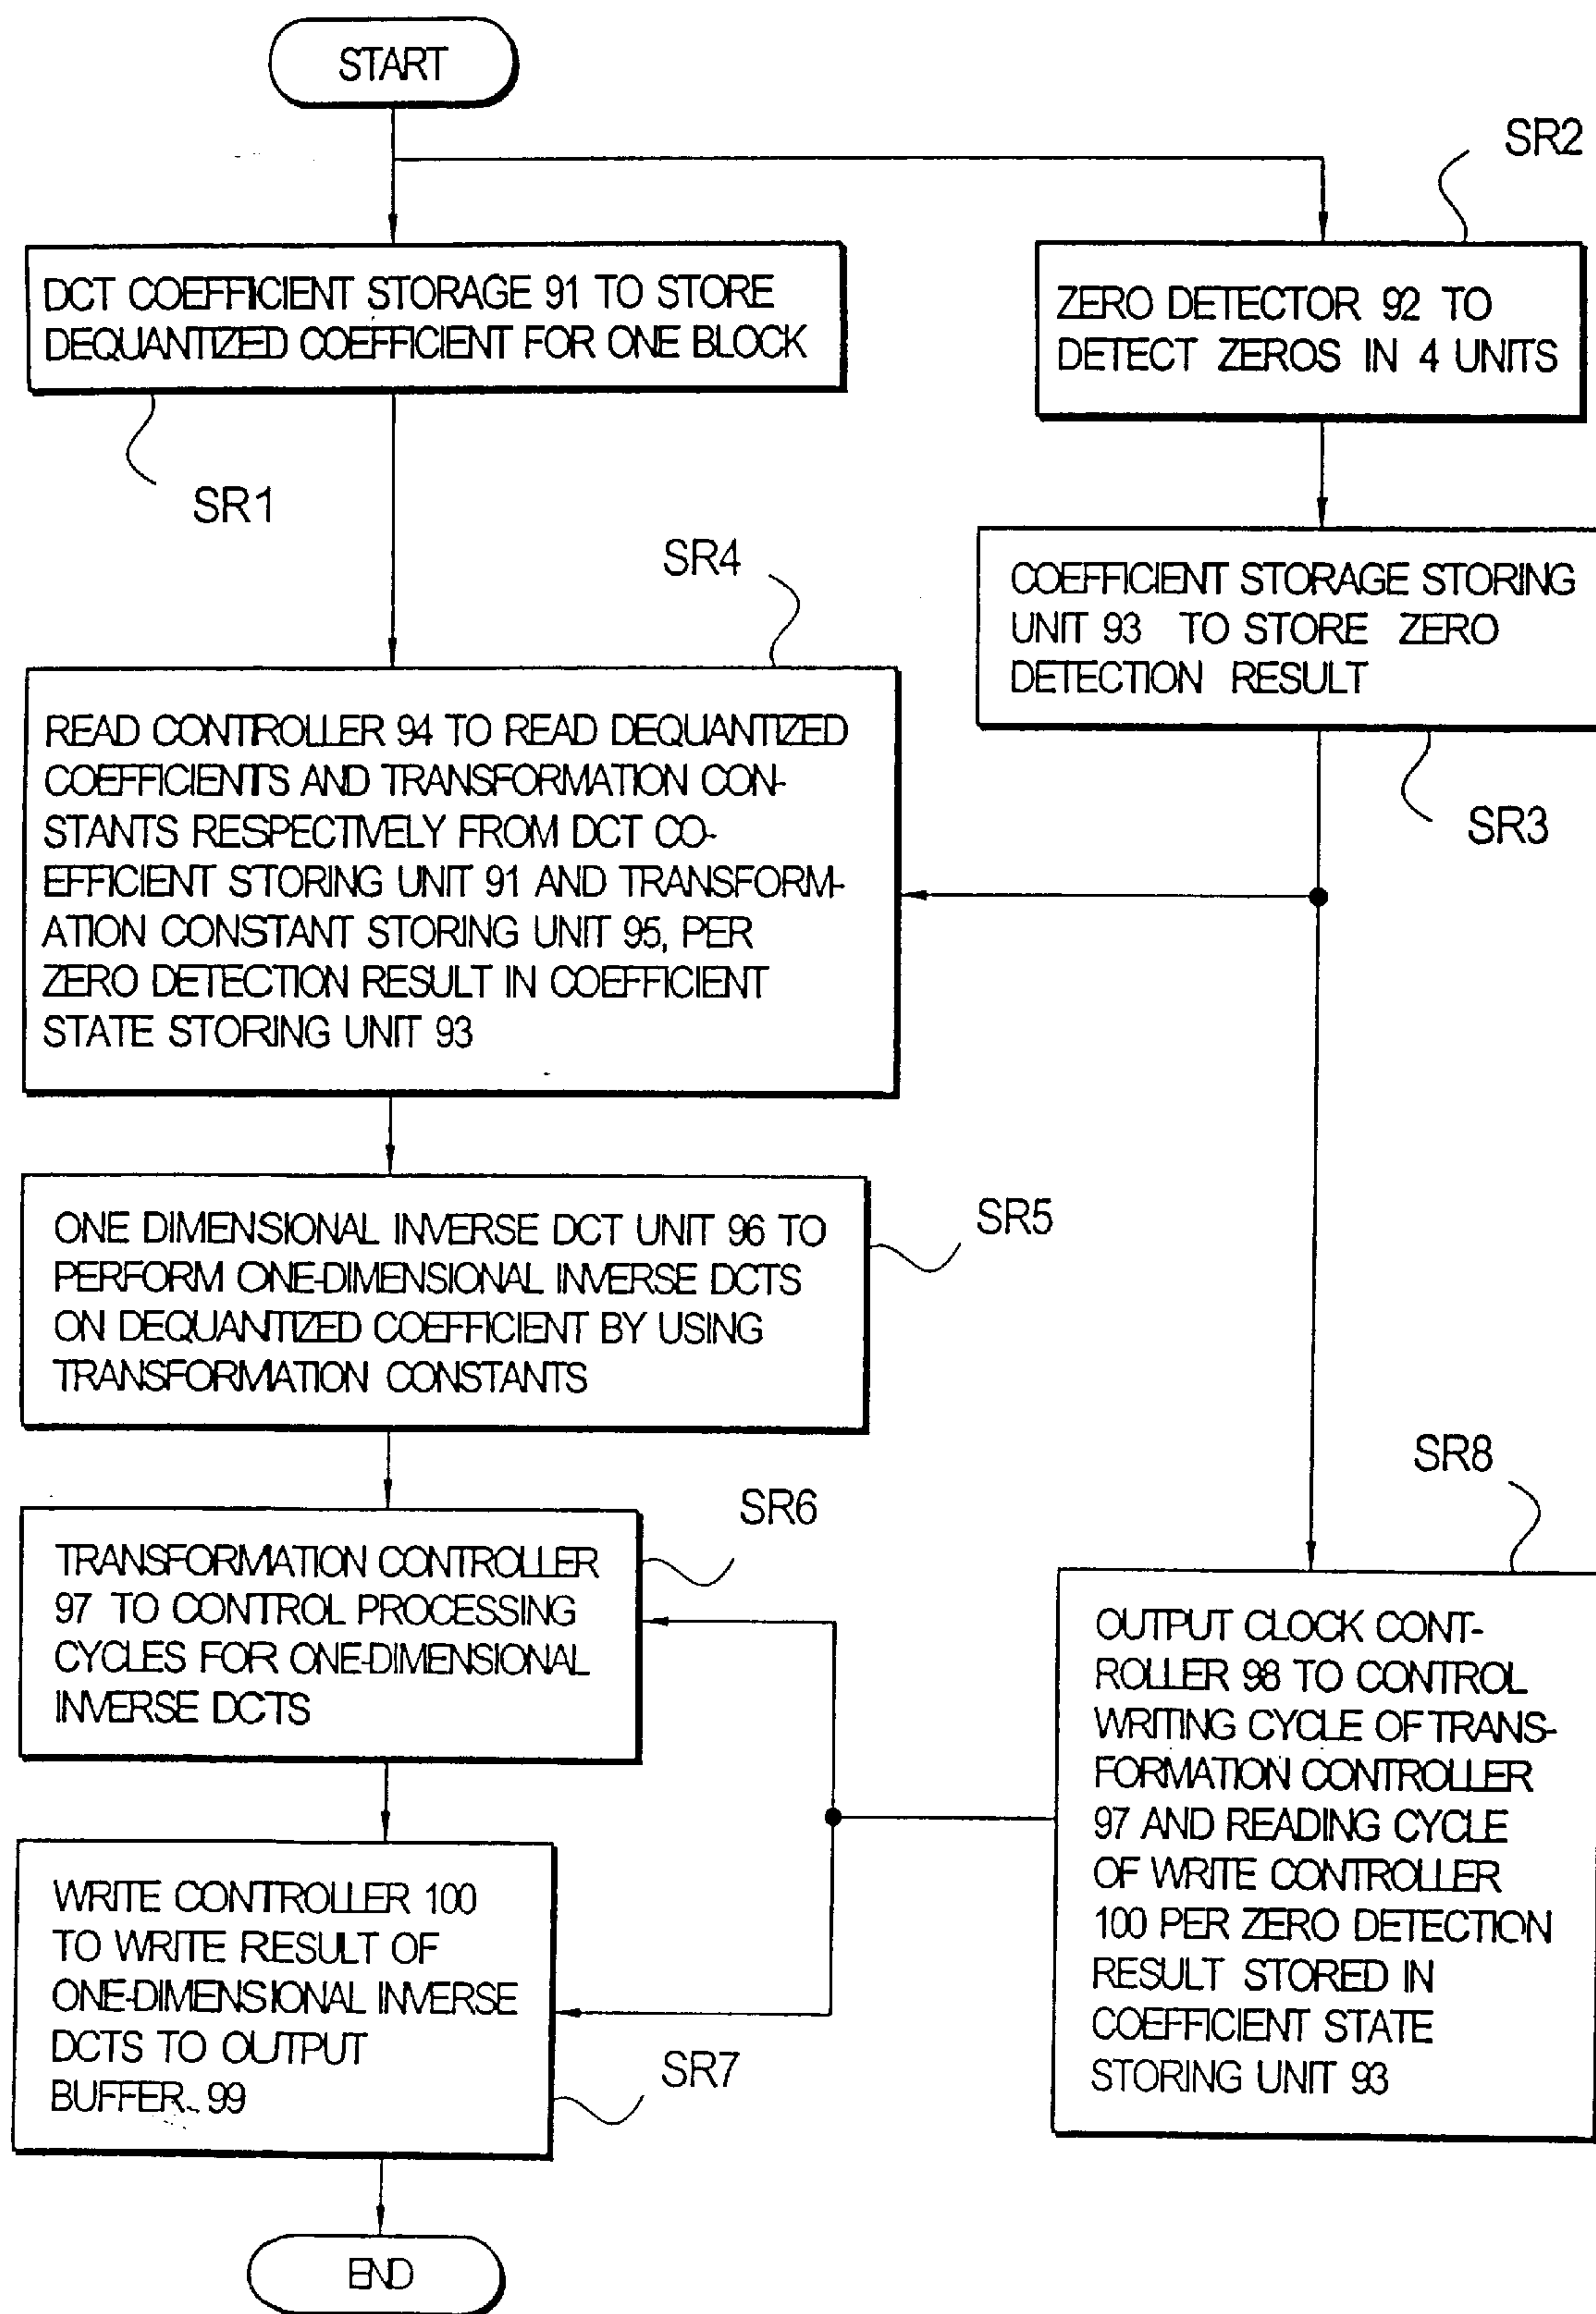 START
SR2
DCT COEFFICIENT STORAGE 91 TO STORE
DEQUANTIZED COEFFICIENT FOR ONE BLOCK
SR1
ZERO DETECTOR 92 TO
DETECT ZEROS IN 4 UNITS
COEFFICIENT STORAGE STORING
UNIT 93 TO STORE ZERO
DETECTION RESULT
SR3
SR4
READ CONTROLLER 94 TO READ DEQUANTIZED
COEFFICIENTS AND TRANSFORMATION CON-
STANTS RESPECTIVELY FROM DCT CO-
EFFICIENT STORING UNIT 91 AND TRANSFORM-
ATION CONSTANT STORING UNIT 95, PER
ZERO DETECTION RESULT IN COEFFICIENT
STATE STORING UNIT 93
ONE DIMENSIONAL INVERSE DCT UNIT 96 TO
PERFORM ONE-DIMENSIONAL INVERSE DCTS
ON DEQUANTIZED COEFFICIENT BY USING
TRANSFORMATION CONSTANTS
SR5
SR6
TRANSFORMATION CONTROLLER
97 TO CONTROL PROCESSING
CYCLES FOR ONE-DIMENSIONAL
INVERSE DCTS
SR8
OUTPUT CLOCK CONT-
ROLLER 98 TO CONTROL
WRITING CYCLE OF TRANS-
FORMATION CONTROLLER
97 AND READING CYCLE
OF WRITE CONTROLLER
100 PER ZERO DETECTION
RESULT STORED IN
COEFFICIENT STATE
STORING UNIT 93
WRITE CONTROLLER 100
TO WRITE RESULT OF
ONE-DIMENSIONAL INVERSE
DCTS TO OUTPUT
BUFFER 99
SR7
END